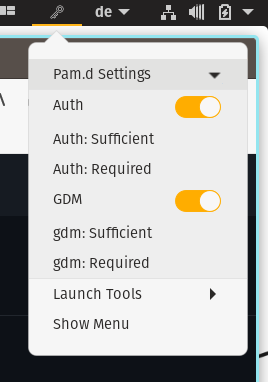 de
Pam.d Settings
Auth
Auth: Sufficient
Auth: Required
GDM
gdm: Sufficient
gdm: Required
Launch Tools
Show Menu